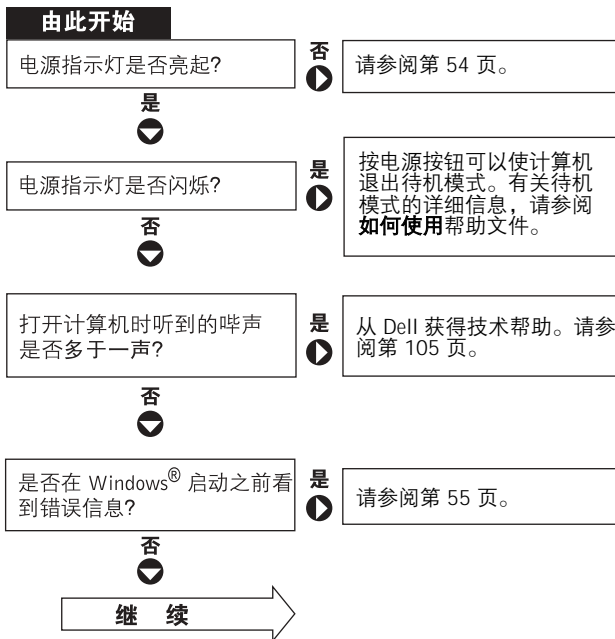 由此开始
电源指示灯是否亮起?
否
请参阅第 54 页。
是
电源指示灯是否闪烁?
是
按电源按钮可以使计算机
退出待机模式。有关待机
模式的详细信息，请参阅
如何使用帮助文件。
否
打开计算机时听到的哔声
是否多于一声?
是
从 Dell 获得技术帮助。请参
阅第 105 页。
否
是否在 Windows® 启动之前看
到错误信息?
是
请参阅第 55 页。
否
继 续